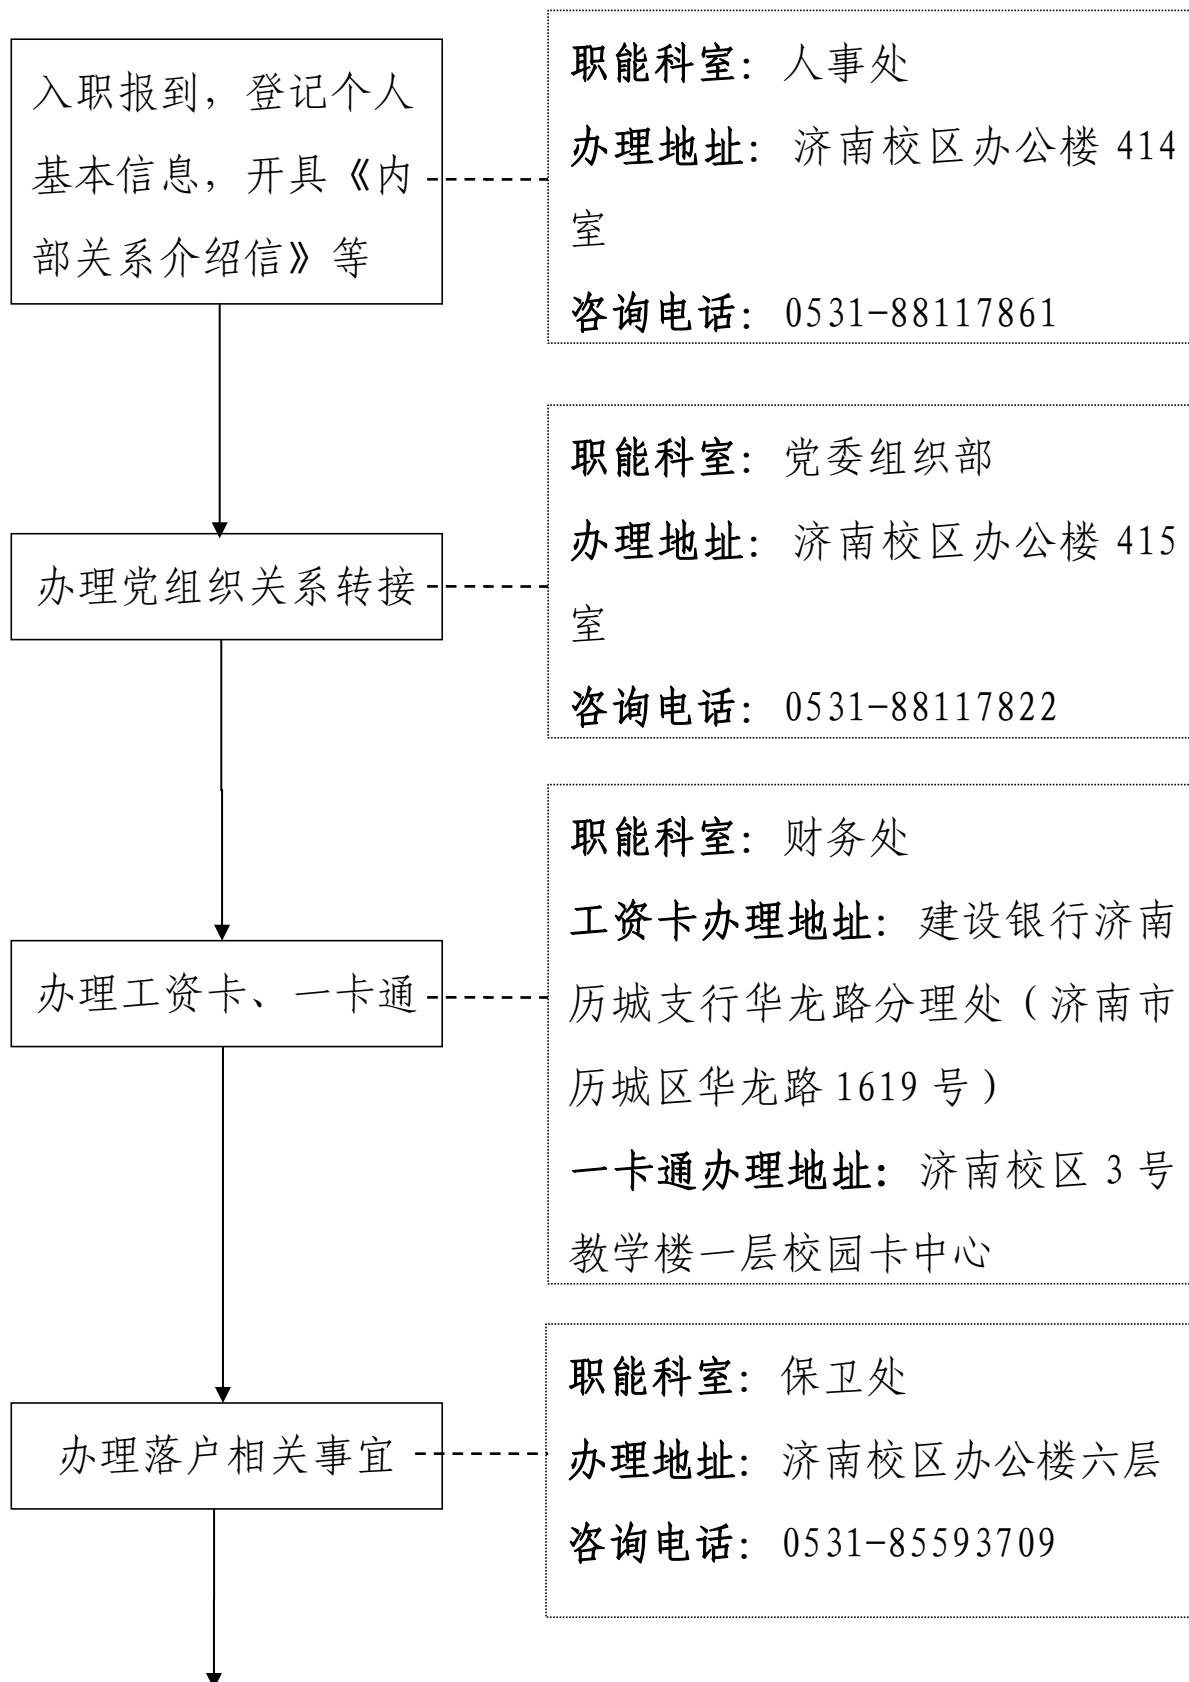 入职报到，登记个人
基本信息，开具《内
部关系介绍信》等
职能科室：人事处
办理地址：济南校区办公楼 414
室
咨询电话：0531-88117861
办理党组织关系转接
职能科室：党委组织部
办理地址：济南校区办公楼 415
室
咨询电话：0531-88117822
办理工资卡、一卡通
职能科室：财务处
工资卡办理地址：建设银行济南
历城支行华龙路分理处（济南市
历城区华龙路 1619 号）
一卡通办理地址：济南校区 3 号
教学楼一层校园卡中心
办理落户相关事宜
职能科室：保卫处
办理地址：济南校区办公楼六层
咨询电话：0531-85593709